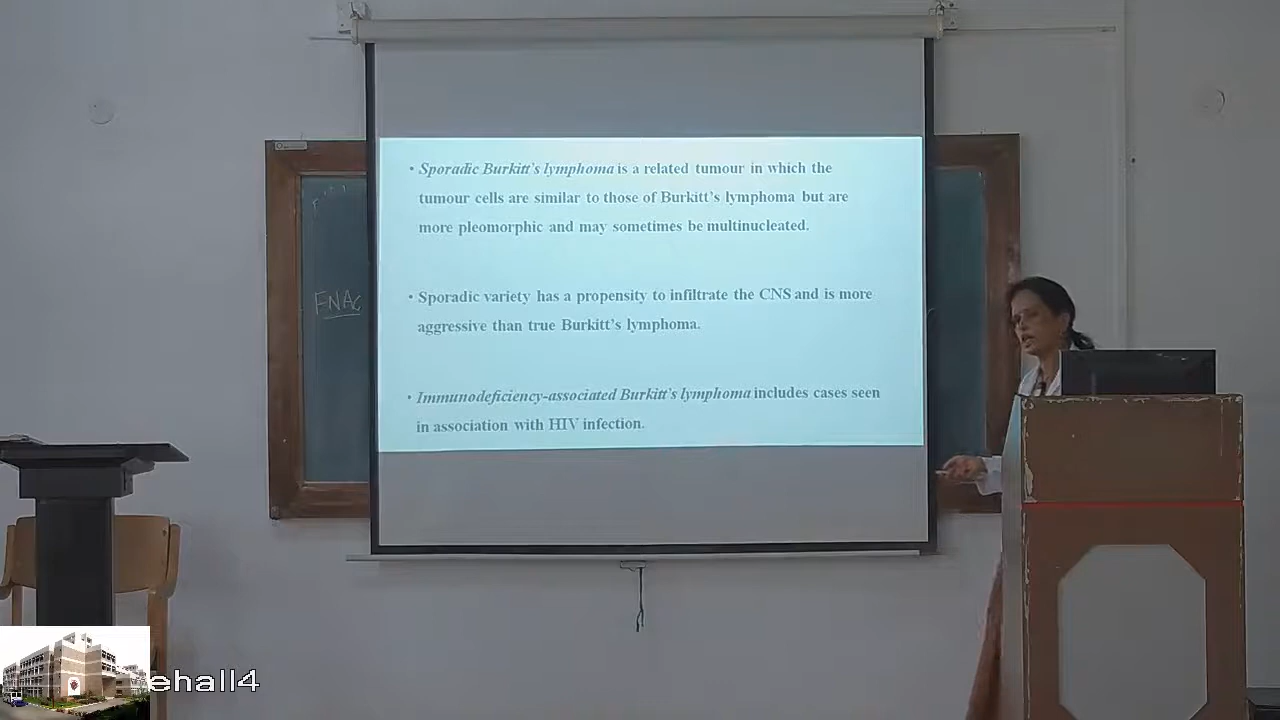 • Sporadic Burkitt's lymphoma is a related tumour in which the
tumour cells are similar to those of Burkitt's lymphoma but are
more pleomorphic and may sometimes be multinucleated.
• Sporadic variety has a propensity to infiltrate the CNS and is more
aggressive than true Burkitt's lymphoma.
• Immunodeficiency-associated Burkitt's lymphoma includes cases seen
in association with HIV infection.
FNAC
ehall4